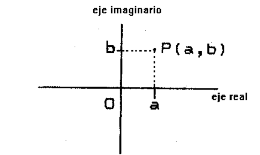 eje imaginario
b P(a,b)
eje real
O a